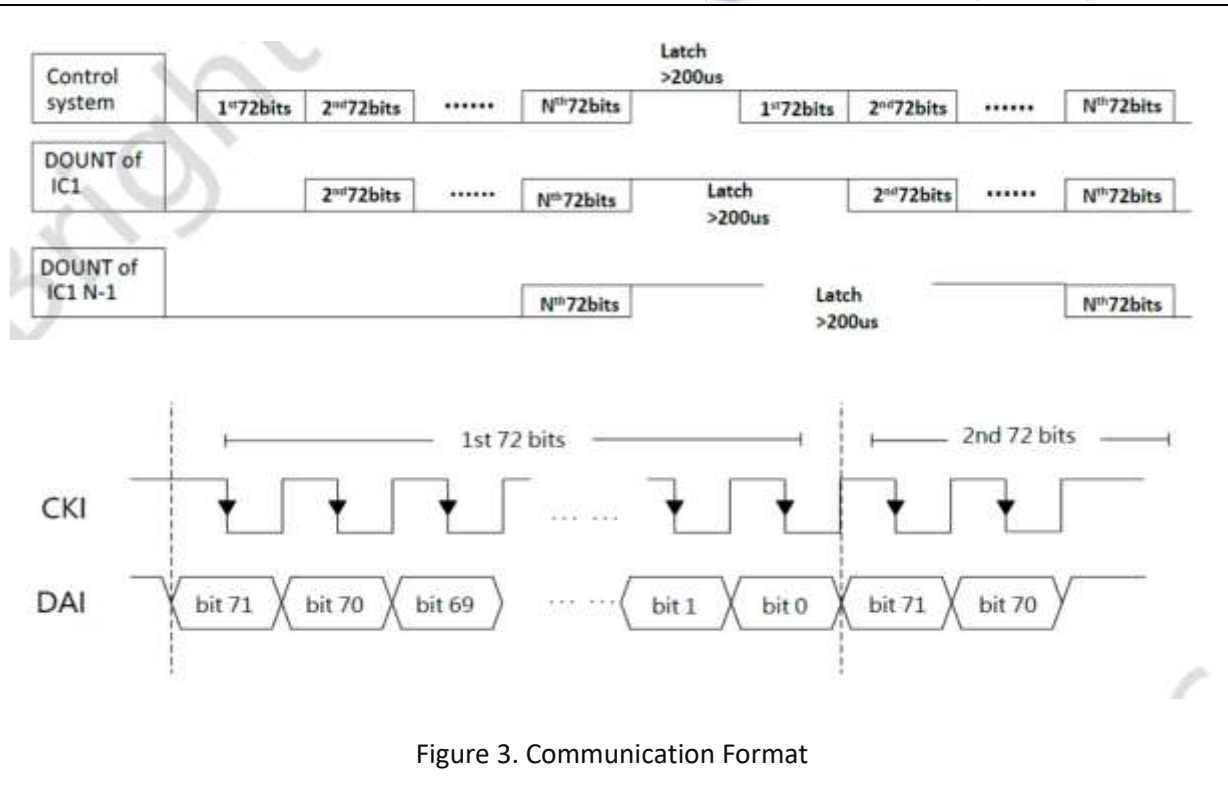 Latch
>200us
Control
system
1st72bits 2nd72bits ...... Nth72bits 1st72bits 2nd72bits ...... Nth72bits
DOUNT of
IC1
2nd72bits ...... Nth72bits Latch
>200us
2nd72bits ...... Nth72bits
DOUNT of
IC1 N-1
Nth72bits Latch
>200us
Nth72bits
Bright
1st 72 bits 2nd 72 bits
CKI ... ...
DAI bit 71 bit 70 bit 69 ... ... bit 1 bit 0 bit 71 bit 70
Figure 3. Communication Format